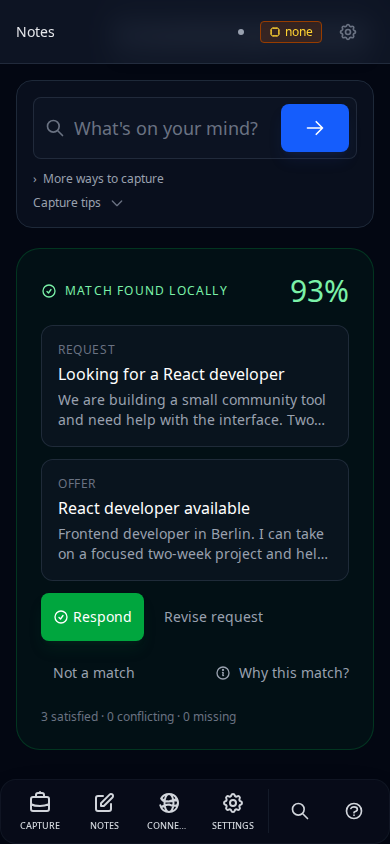 Notes
none
What's on your mind?
› More ways to capture
Capture tips
MATCH FOUND LOCALLY
93%
REQUEST
Looking for a React developer
We are building a small community tool
and need help with the interface. Two...
OFFER
React developer available
Frontend developer in Berlin. I can take
on a focused two-week project and hel...
Respond
Revise request
Not a match
Why this match?
3 satisfied · 0 conflicting · 0 missing
CAPTURE
NOTES
CONNE...
SETTINGS